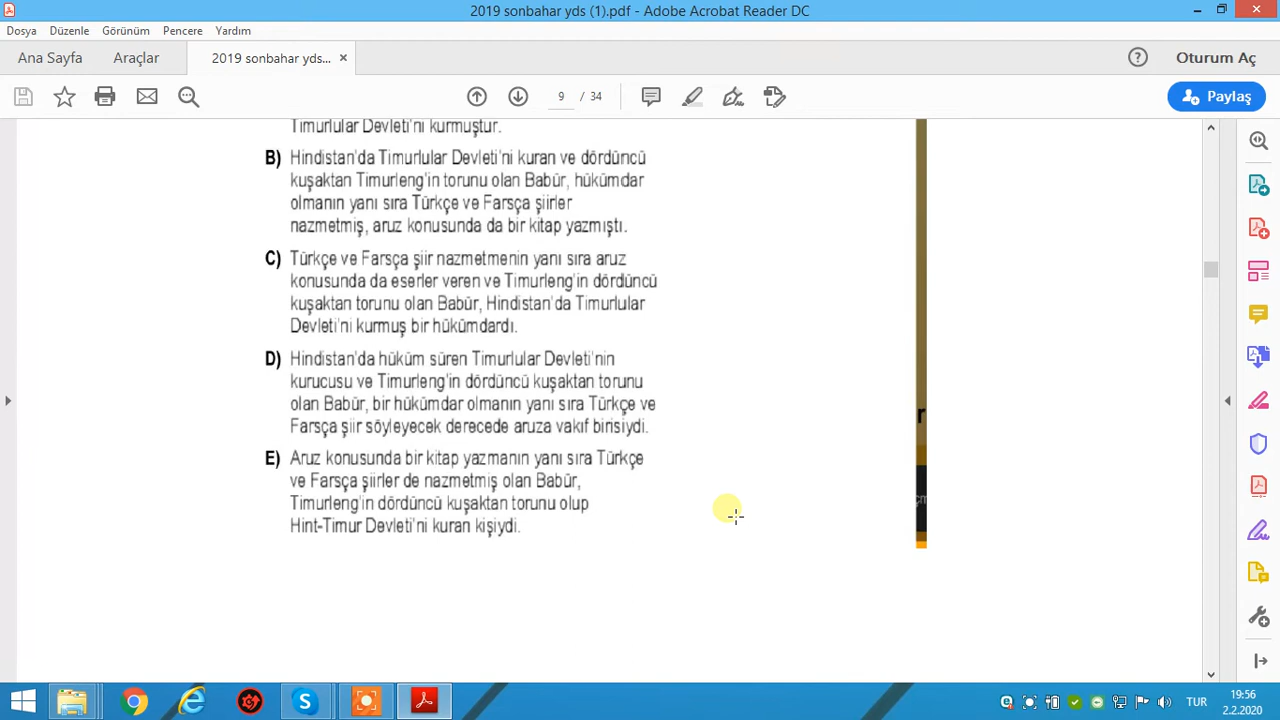 2019 sonbahar yds (1).pdf - Adobe Acrobat Reader DC
Dosya Düzenle Görünüm Pencere Yardım
Ana Sayfa Araçlar 2019 sonbahar yds... × ? Oturum Aç
9 / 34 Paylaş
Timurlular Devleti'ni kurmuştur.
B) Hindistan'da Timurlular Devleti'ni kuran ve dördüncü
kuşaktan Timurleng'in torunu olan Babür, hükümdar
olmanın yanı sıra Türkçe ve Farsça şiirler
nazmetmiş, aruz konusunda da bir kitap yazmıştı.
C) Türkçe ve Farsça şiir nazmetmenin yanı sıra aruz
konusunda da eserler veren ve Timurleng'in dördüncü
kuşaktan torunu olan Babür, Hindistan'da Timurlular
Devleti'ni kurmuş bir hükümdardı.
D) Hindistan'da hüküm süren Timurlular Devleti'nin
kurucusu ve Timurleng'in dördüncü kuşaktan torunu
olan Babür, bir hükümdar olmanın yanı sıra Türkçe ve
Farsça şiir söyleyecek derecede aruza vakıf birisiydi.
E) Aruz konusunda bir kitap yazmanın yanı sıra Türkçe
ve Farsça şiirler de nazmetmiş olan Babür,
Timurleng'in dördüncü kuşaktan torunu olup
Hint-Timur Devleti'ni kuran kişiydi.
r
TUR 19:56
2.2.2020